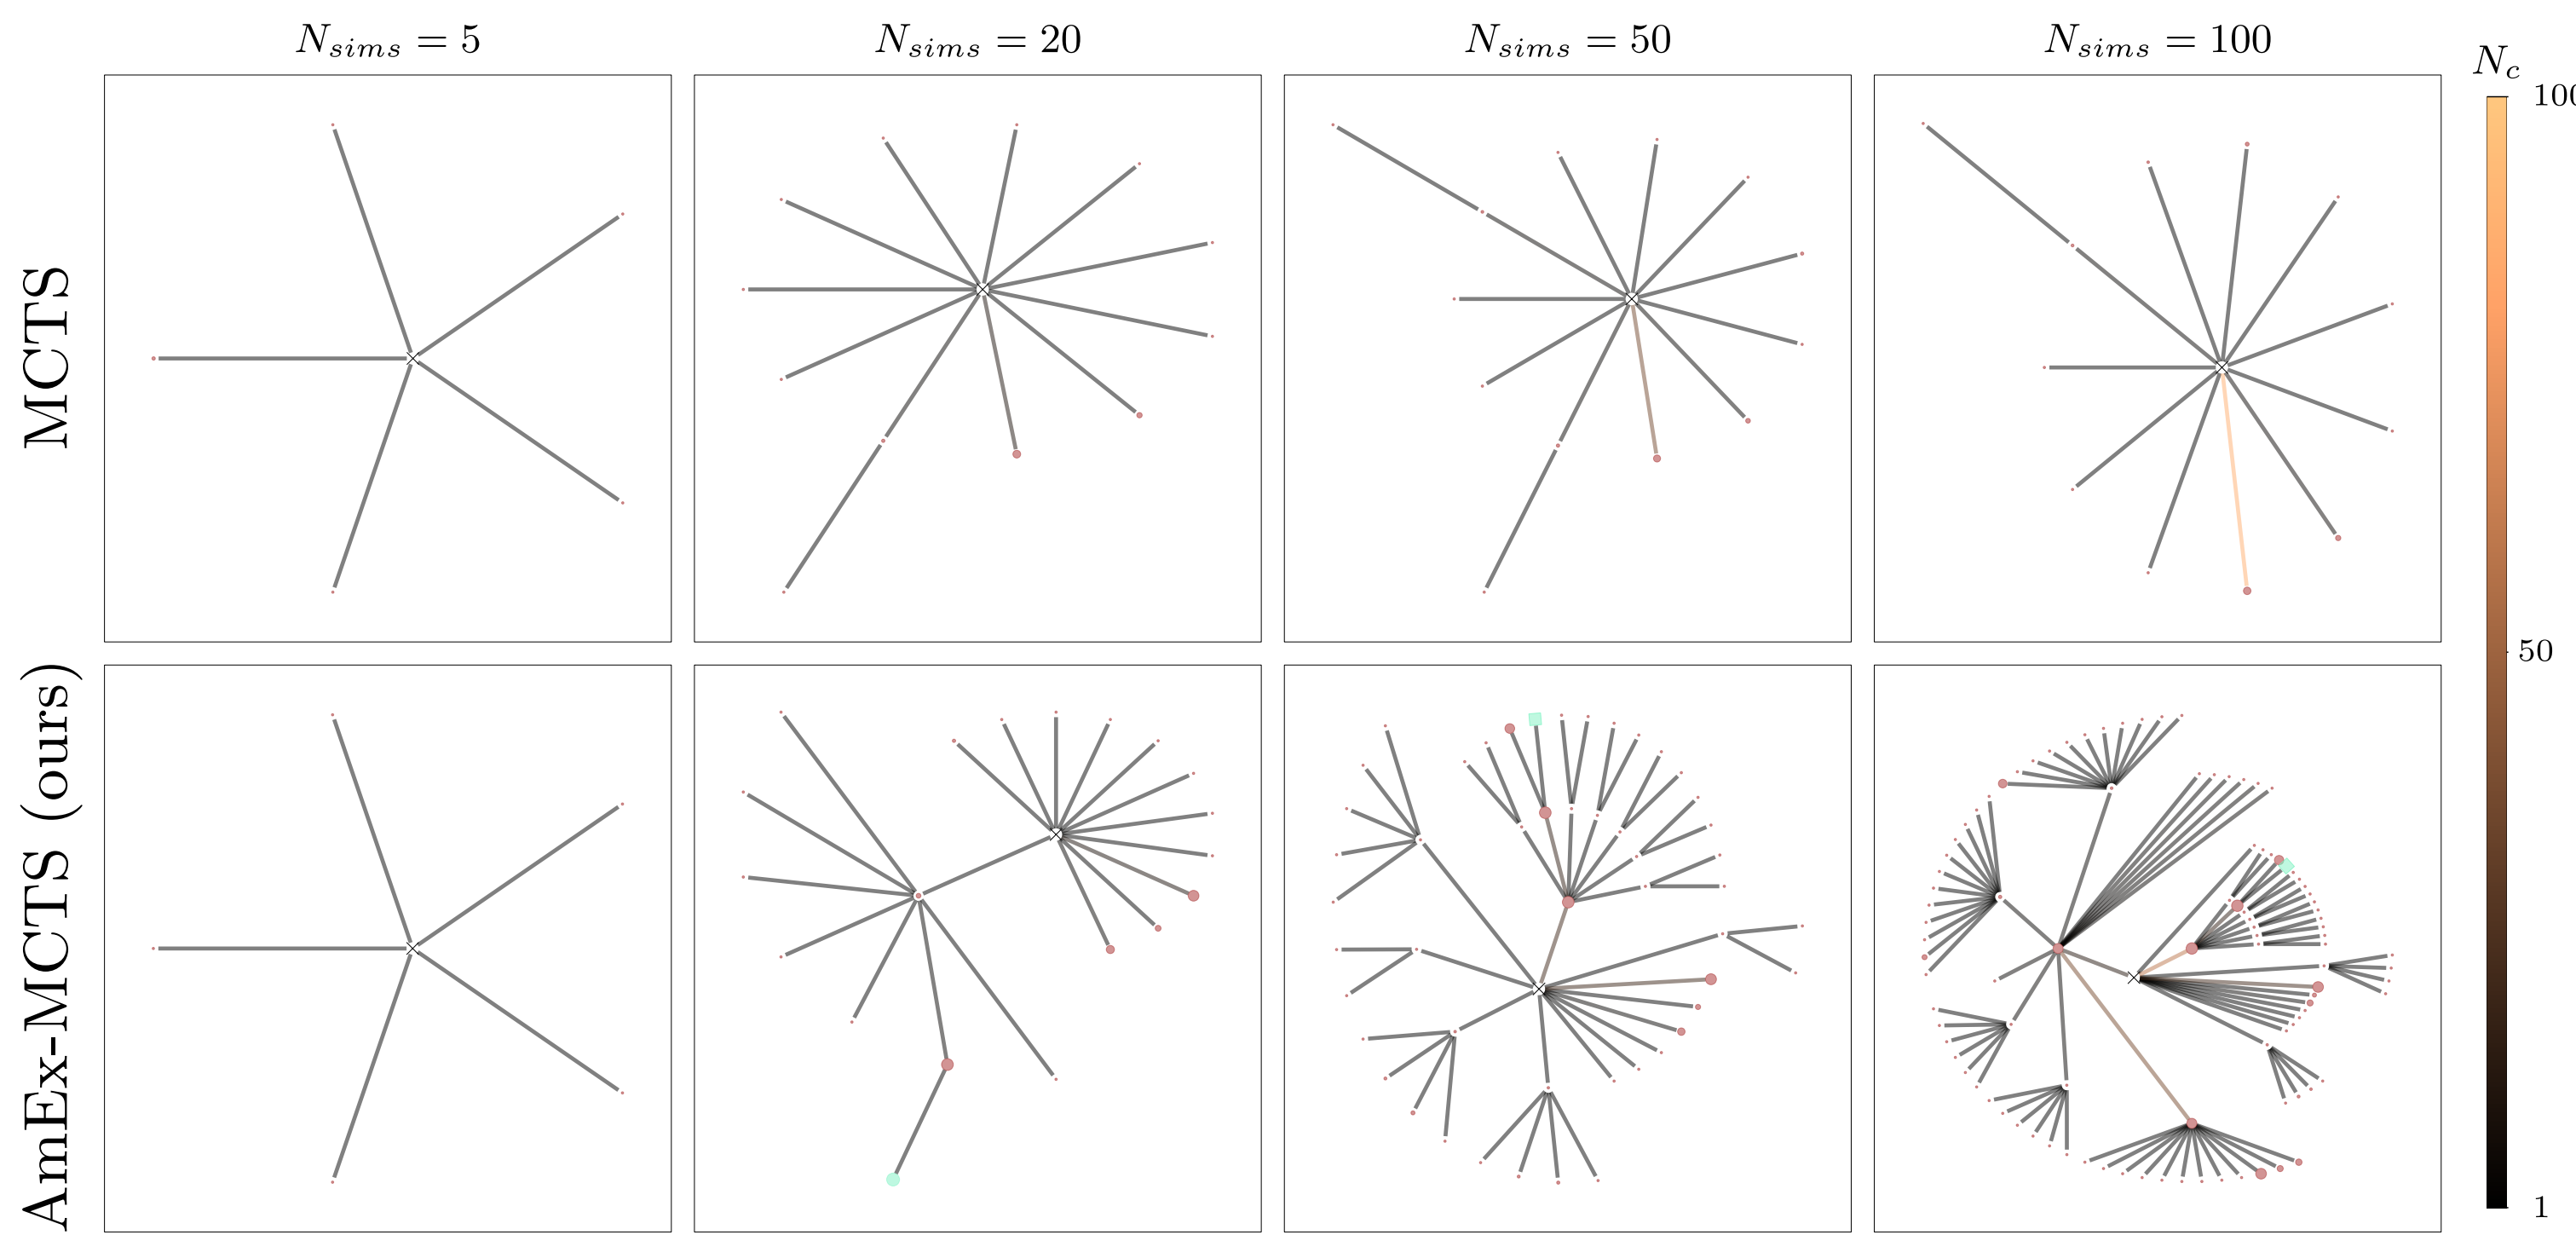 N_sims = 5
N_sims = 20
N_sims = 50
N_sims = 100
N_c
100
MCTS
50
AmEx-MCTS (ours)
1